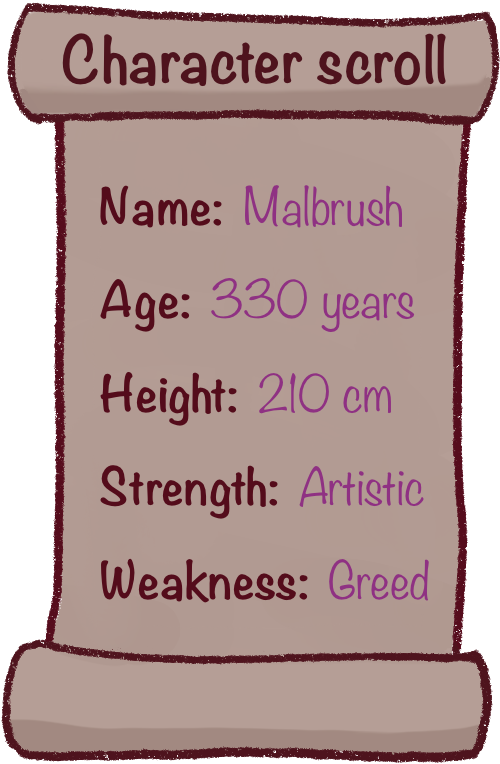 Character scroll
Name: Malbrush
Age: 330 years
Height: 210 cm
Strength: Artistic
Weakness: Greed